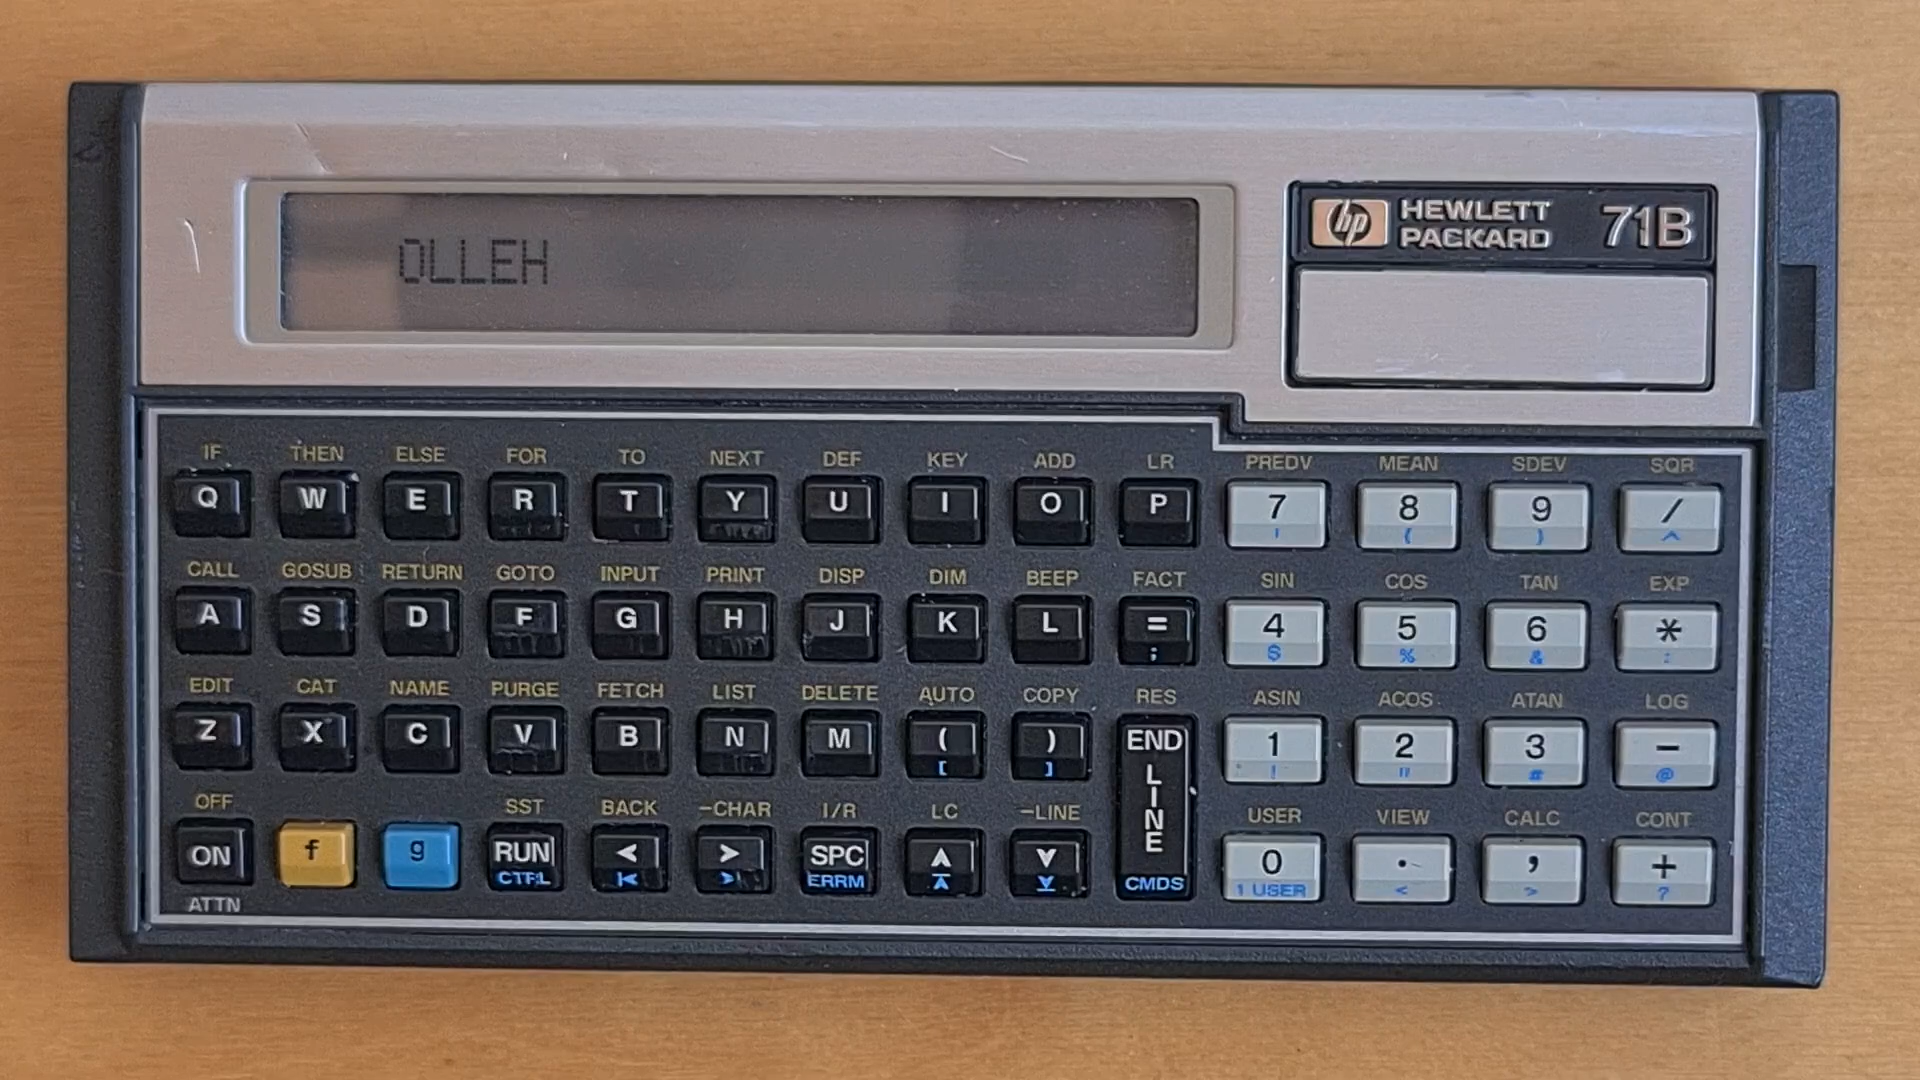 OLLEH
hp HEWLETT PACKARD 71B
IF THEN ELSE FOR TO NEXT DEF KEY ADD LR PREDV MEAN SDEV SQR
Q W E R T Y U I O P 7 8 9 /
' ( ) ^
CALL GOSUB RETURN GOTO INPUT PRINT DISP DIM BEEP FACT SIN COS TAN EXP
A S D F G H J K L = 4 5 6 *
; $ % & :
EDIT CAT NAME PURGE FETCH LIST DELETE AUTO COPY RES ASIN ACOS ATAN LOG
Z X C V B N M ( ) END LINE 1 2 3 -
[ ] ! " # @
OFF SST BACK -CHAR I/R LC -LINE USER VIEW CALC CONT
ON f g RUN < > SPC ʌ v 0 . , +
CTRL |< >| ERRM CMDS 1 USER < > ?
ATTN